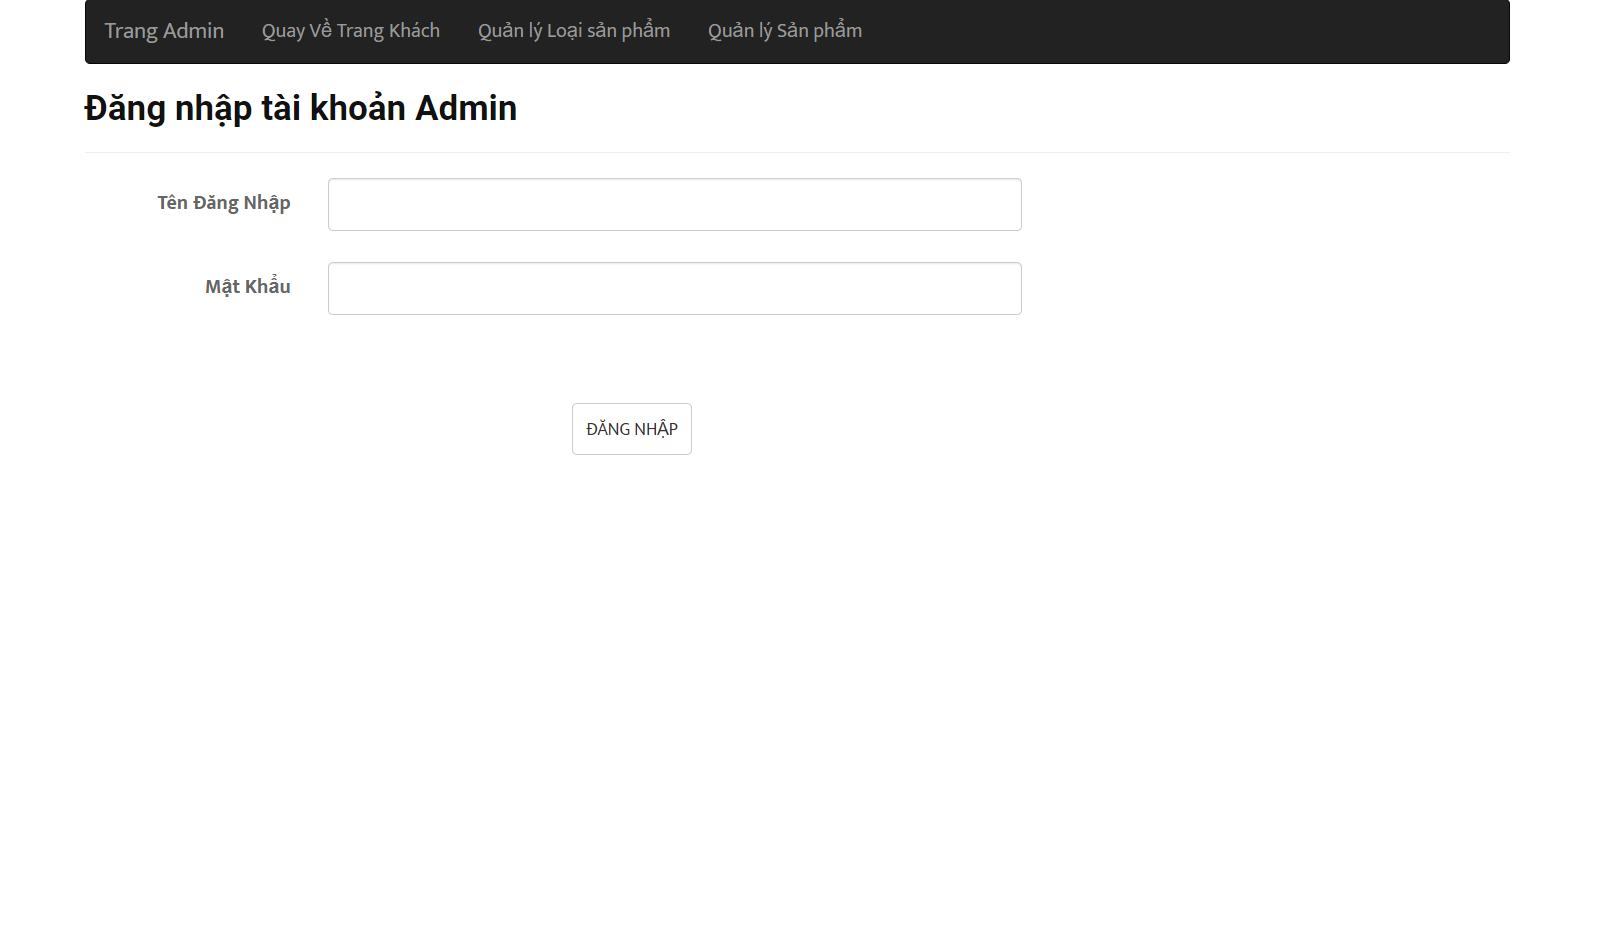 Trang Admin Quay Về Trang Khách Quản lý Loại sản phẩm Quản lý Sản phẩm
Đăng nhập tài khoản Admin
Tên Đăng Nhập
Mật Khẩu
ĐĂNG NHẬP